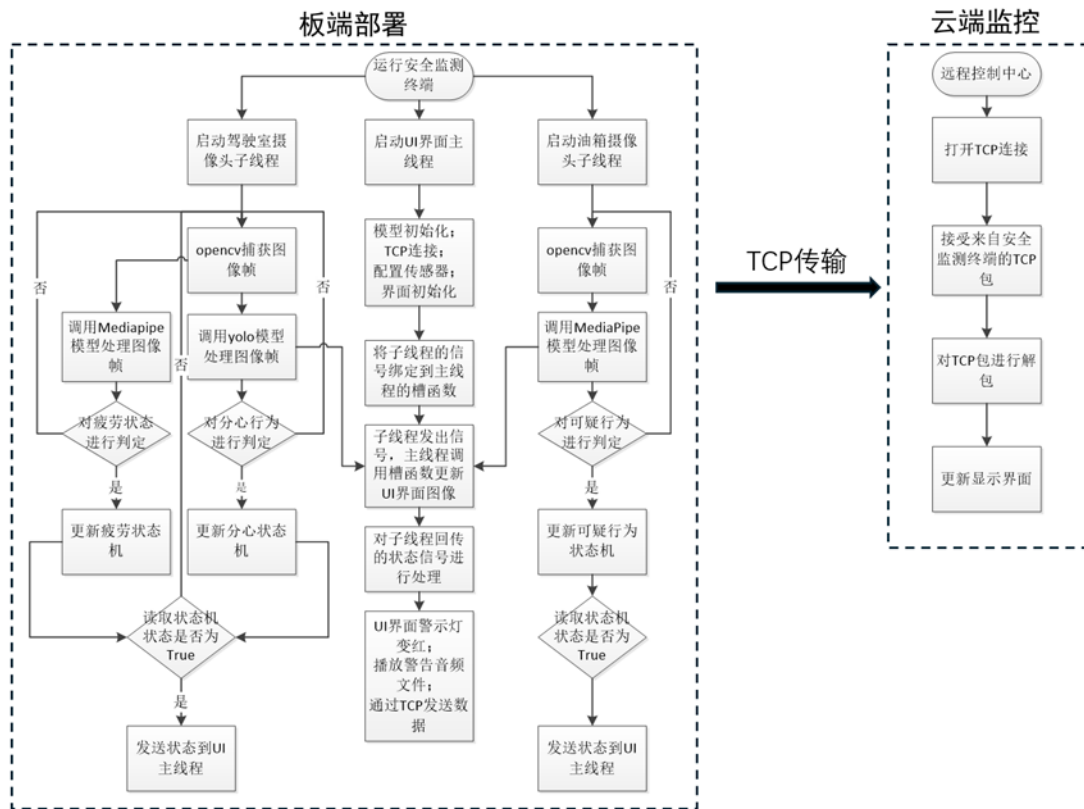 板端部署
云端监控
运行安全监测
终端
启动驾驶室摄
像头子线程
启动UI界面主
线程
启动油箱摄像
头子线程
opencv捕获图
像帧
模型初始化；
TCP连接；
配置传感器；
界面初始化
opencv捕获图
像帧
否
否
否
否
调用Mediapipe
模型处理图像
帧
调用yolo模型
处理图像帧
将子线程的信
号绑定到主线
程的槽函数
调用MediaPipe
模型处理图像
帧
对疲劳状态
进行判定
对分心行为
进行判定
子线程发出信
号，主线程调
用槽函数更新
UI界面图像
对可疑行为
进行判定
是
是
是
更新疲劳状态
机
更新分心状态
机
对子线程回传
的状态信号进
行处理
更新可疑行为
状态机
读取状态机
状态是否为
True
UI界面警示灯
变红；
播放警告音频
文件；
通过TCP发送数
据
读取状态机
状态是否为
True
是
发送状态到UI
主线程
发送状态到UI
主线程
TCP传输
远程控制中心
打开TCP连接
接受来自安全
监测终端的TCP
包
对TCP包进行解
包
更新显示界面